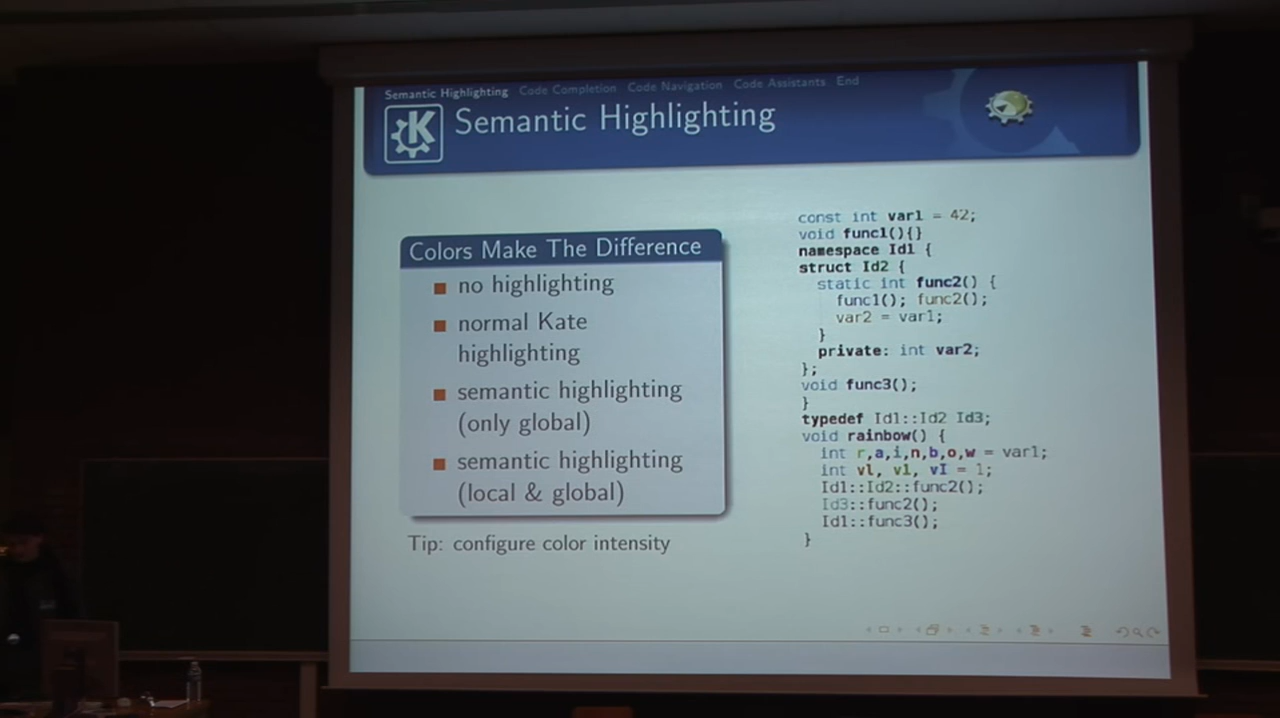 Semantic Highlighting Code Completion Code Navigation Code Assistants End
Semantic Highlighting
Colors Make The Difference
no highlighting
normal Kate
highlighting
semantic highlighting
(only global)
semantic highlighting
(local & global)
Tip: configure color intensity
const int var1 = 42;
void func1(){}
namespace Id1 {
struct Id2 {
static int func2() {
func1(); func2();
var2 = var1;
}
private: int var2;
};
void func3();
}
typedef Id1::Id2 Id3;
void rainbow() {
int r,a,i,n,b,o,w = var1;
int vl, v1, vI = 1;
Id1::Id2::func2();
Id3::func2();
Id1::func3();
}